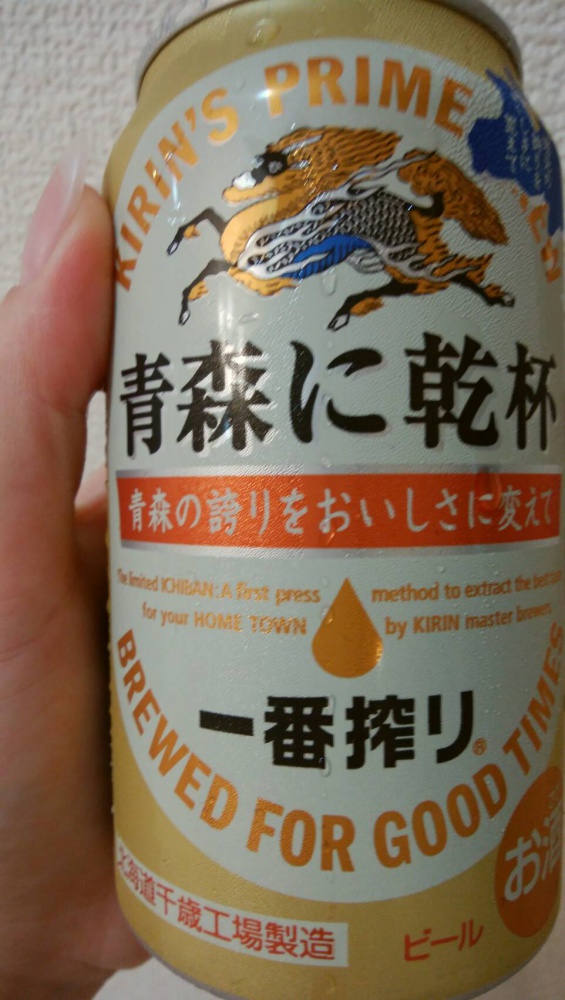 KIRIN'S PRIME
青森に乾杯
青森の誇りをおいしさに変えて
The limited ICHIBAN: A first press method to extract the best
for your HOME TOWN by KIRIN master brewers.
一番搾り®
BREWED FOR GOOD TIMES
お酒
北海道千歳工場製造
ビール